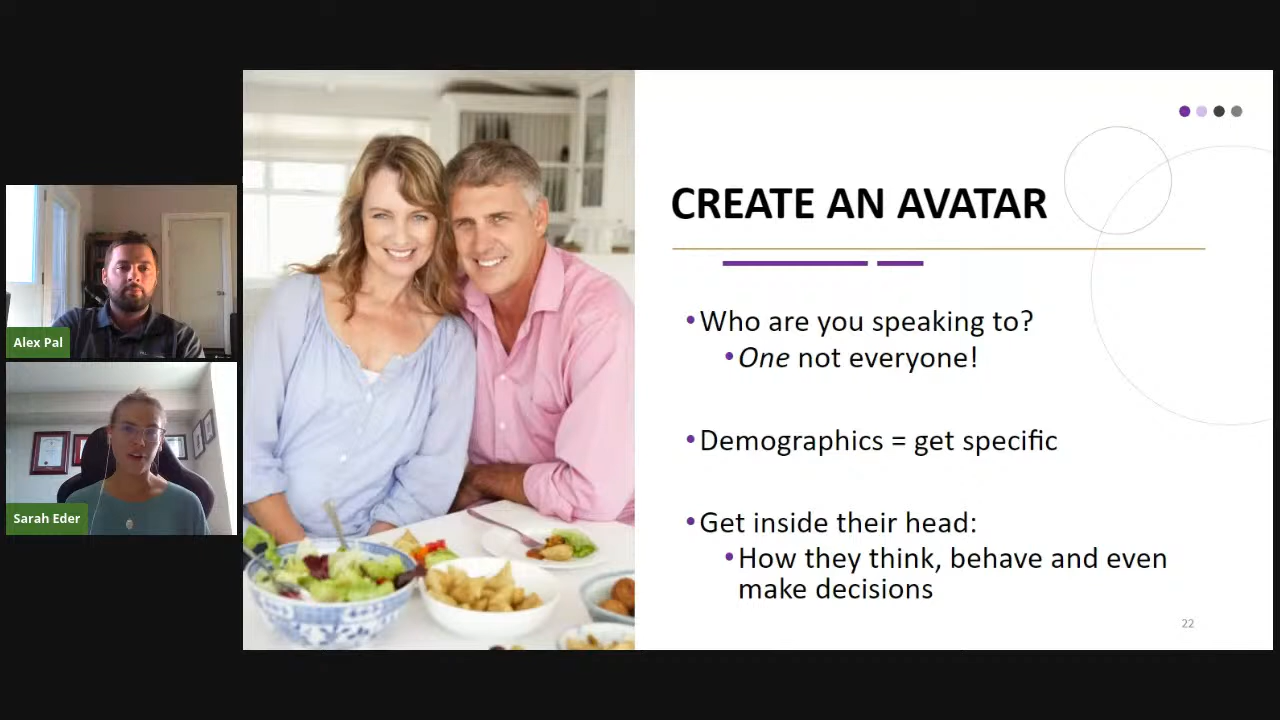 Alex Pal
Sarah Eder
CREATE AN AVATAR
•Who are you speaking to?
•One not everyone!
•Demographics = get specific
•Get inside their head:
•How they think, behave and even
make decisions
22